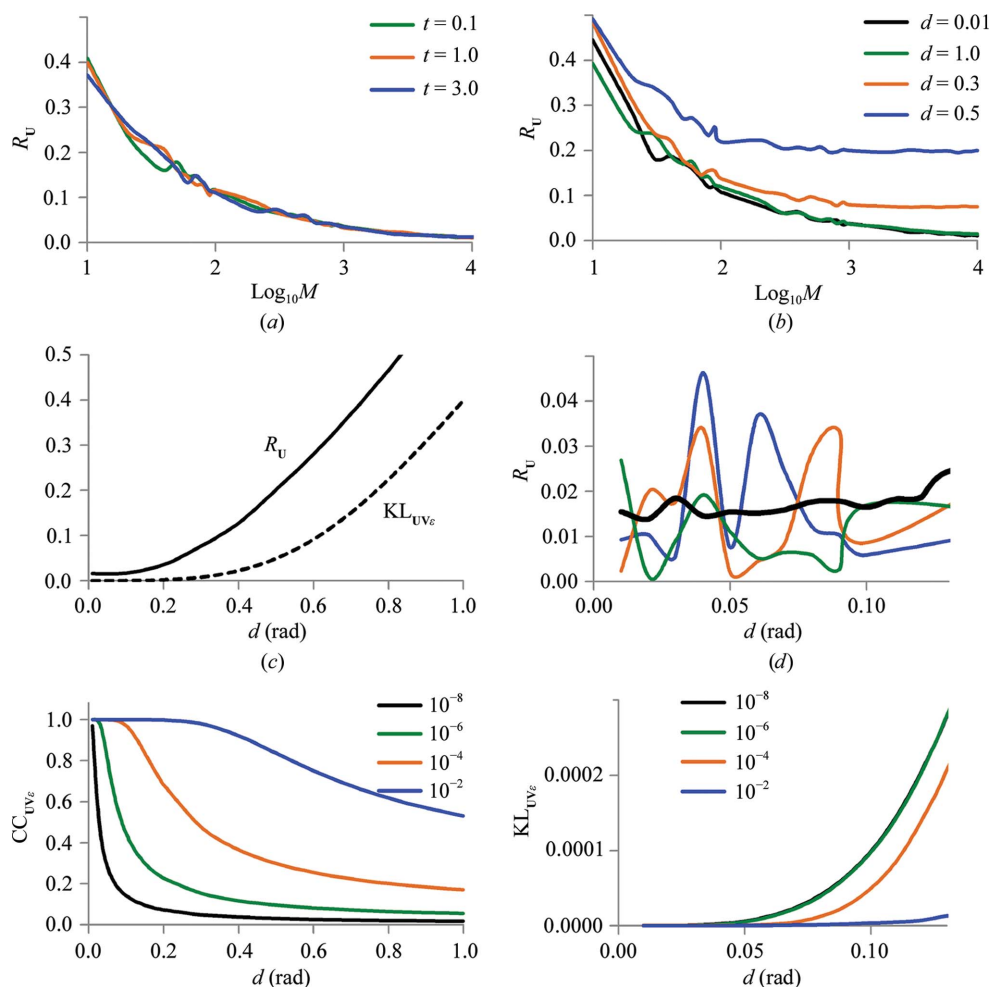 t = 0.1
t = 1.0
t = 3.0
R_U
0.4
0.3
0.2
0.1
0.0
1 2 3 4
Log₁₀M
(a)
d = 0.01
d = 1.0
d = 0.3
d = 0.5
R_U
0.4
0.3
0.2
0.1
0.0
1 2 3 4
Log₁₀M
(b)
0.5
0.4
0.3
0.2
0.1
0.0
R_U
KL_UVε
0.0 0.2 0.4 0.6 0.8 1.0
d (rad)
(c)
R_U
0.04
0.03
0.02
0.01
0.00
0.00 0.05 0.10
d (rad)
(d)
10⁻⁸
10⁻⁶
10⁻⁴
10⁻²
CC_UVε
1.0
0.8
0.6
0.4
0.2
0.0
0.0 0.2 0.4 0.6 0.8 1.0
d (rad)
10⁻⁸
10⁻⁶
10⁻⁴
10⁻²
KL_UVε
0.0002
0.0001
0.0000
0.00 0.05 0.10
d (rad)